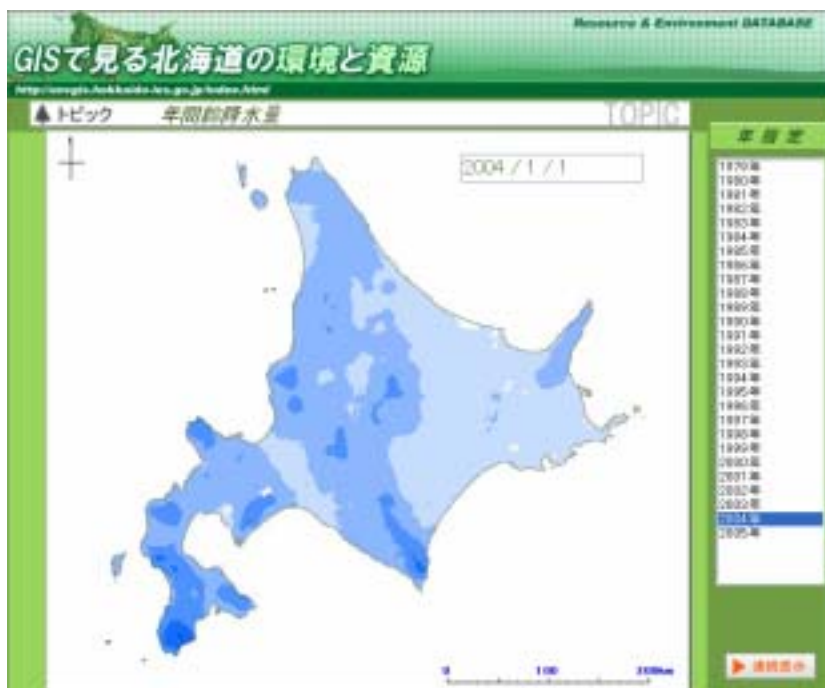 Resource & Environment DATABASE
GISで見る北海道の環境と資源
トピック 年間総降水量 TOPIC
2004 / 1 / 1
年指定
1979年
1980年
1981年
1982年
1983年
1984年
1985年
1986年
1987年
1988年
1989年
1990年
1991年
1992年
1993年
1994年
1995年
1996年
1997年
1998年
1999年
2000年
2001年
2002年
2003年
2004年
2005年
0 100 200km
連続表示